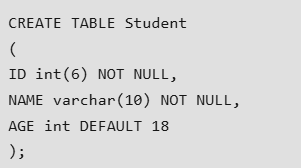 CREATE TABLE Student
(
ID int(6) NOT NULL,
NAME varchar(10) NOT NULL,
AGE int DEFAULT 18
);